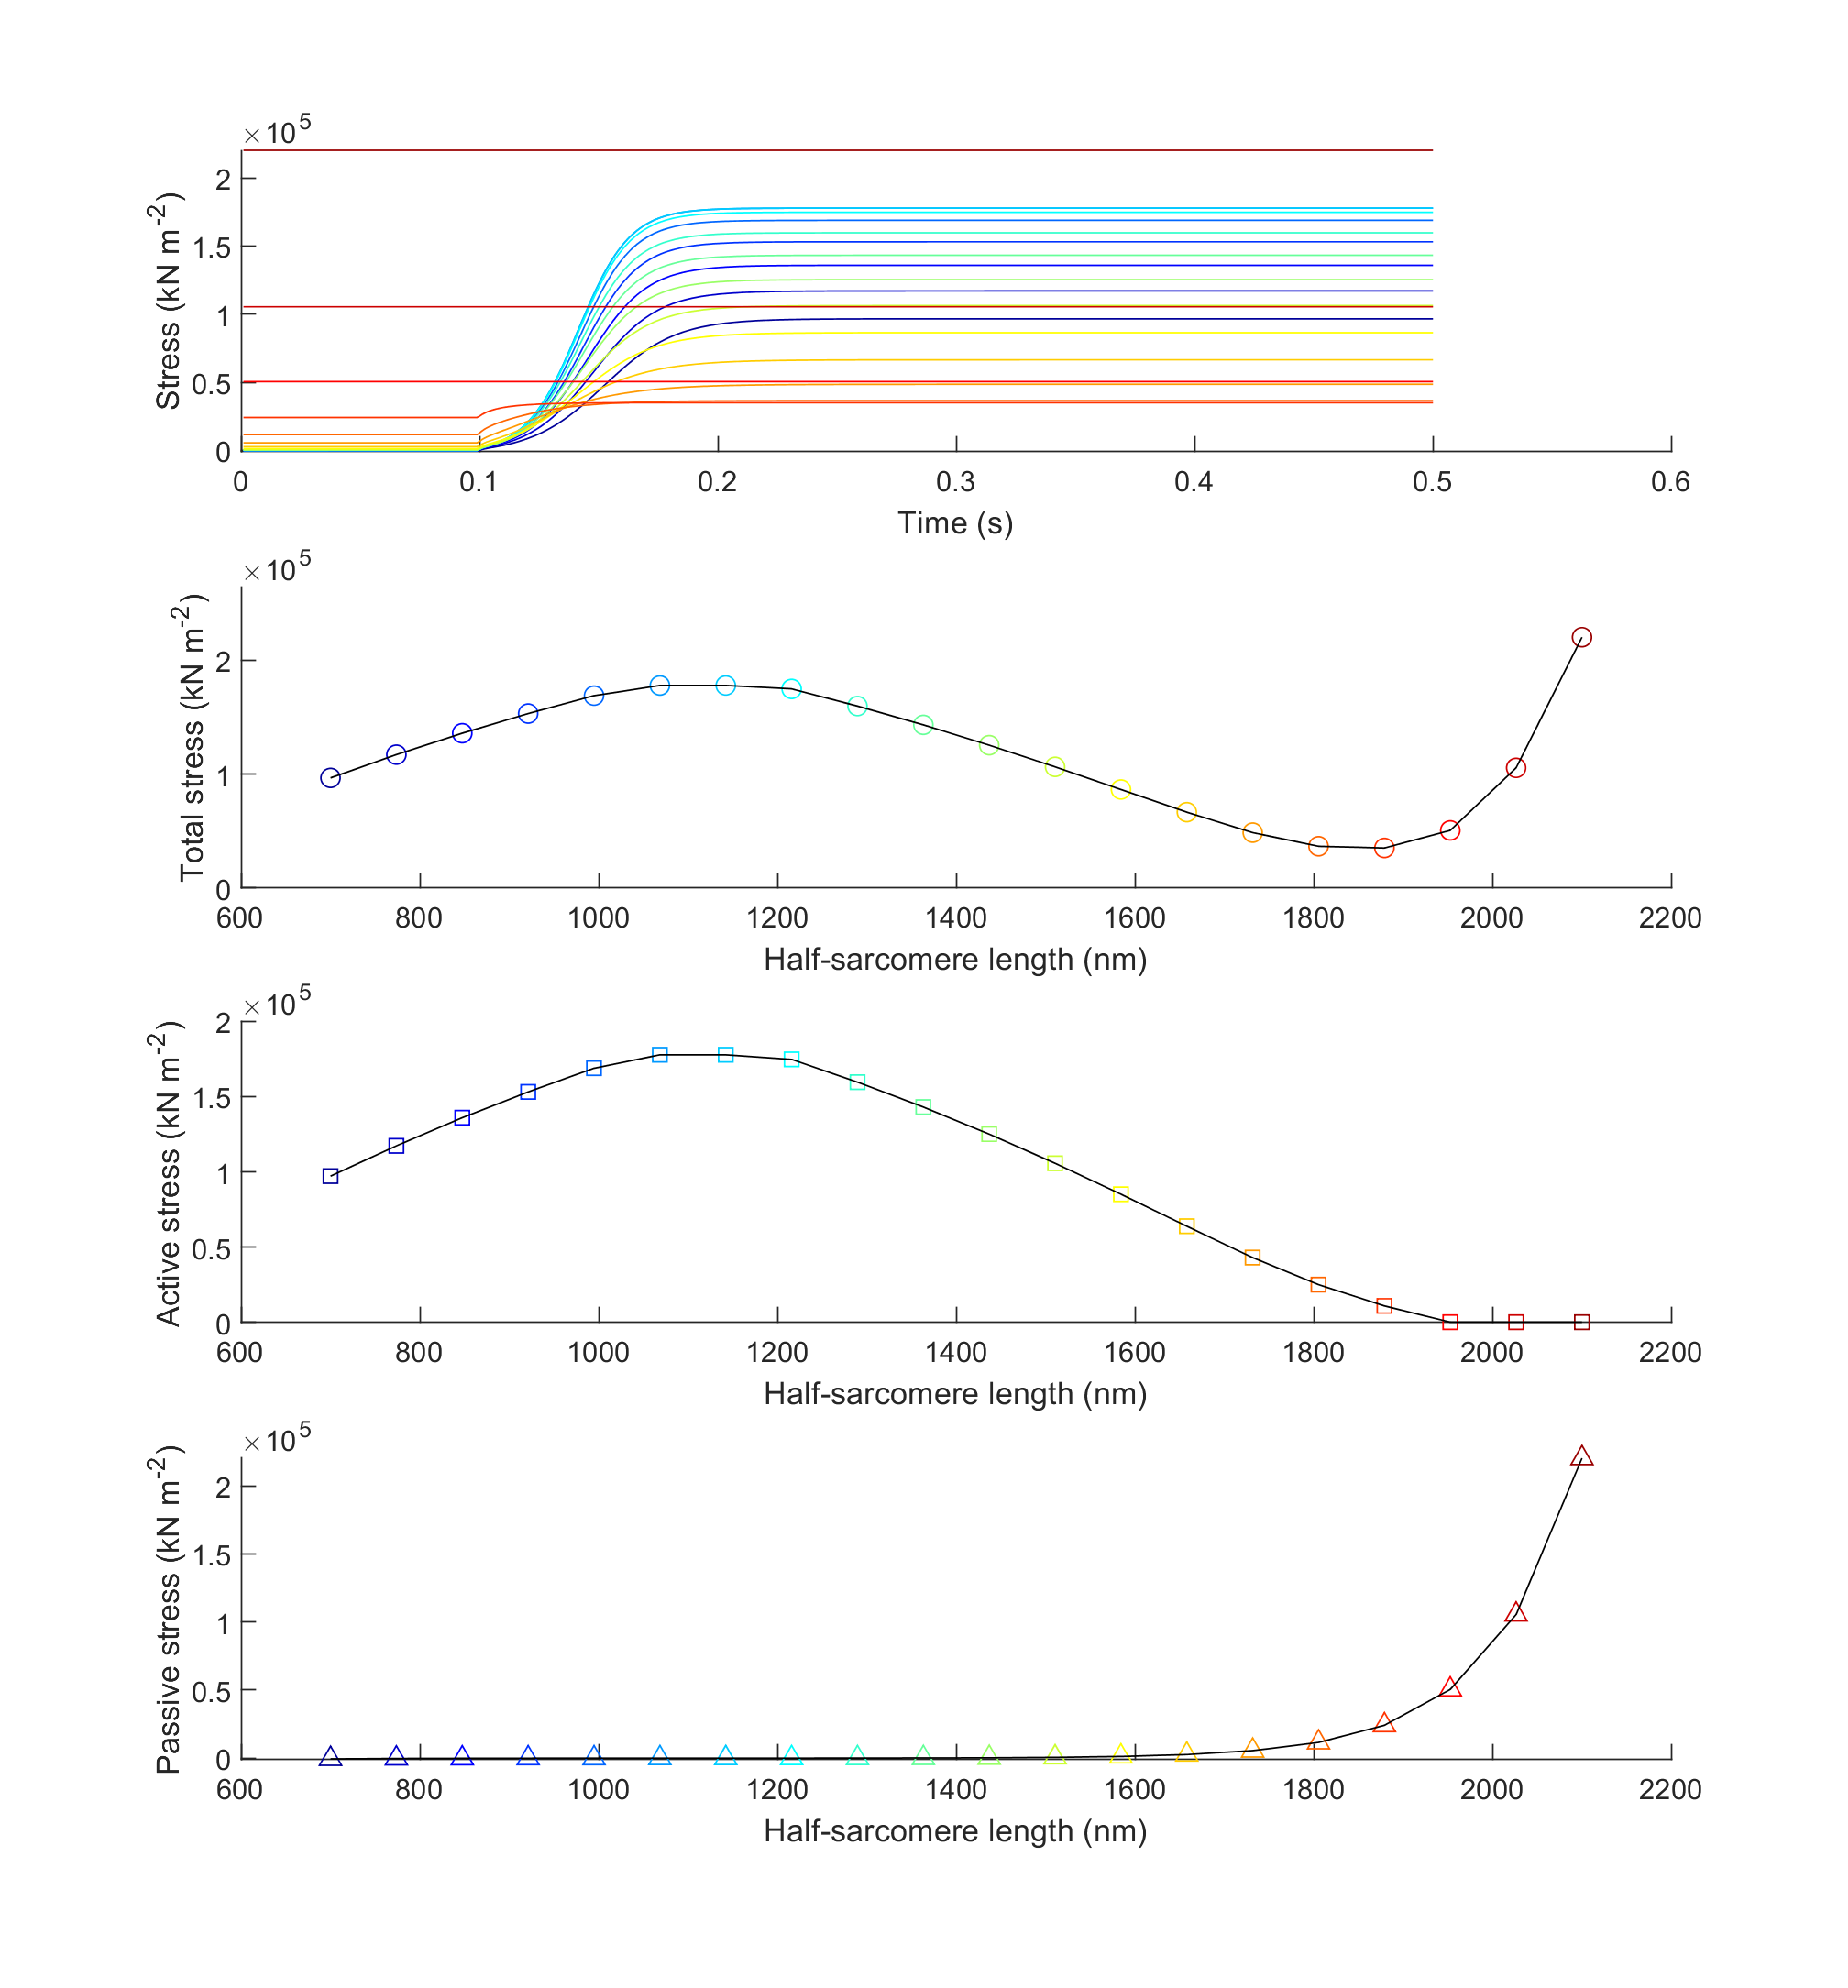 ×10^5
Stress (kN m^-2)
2
1.5
1
0.5
0
0 0.1 0.2 0.3 0.4 0.5 0.6
Time (s)
×10^5
Total stress (kN m^-2)
2
1
0
600 800 1000 1200 1400 1600 1800 2000 2200
Half-sarcomere length (nm)
×10^5
Active stress (kN m^-2)
2
1.5
1
0.5
0
600 800 1000 1200 1400 1600 1800 2000 2200
Half-sarcomere length (nm)
×10^5
Passive stress (kN m^-2)
2
1.5
1
0.5
0
600 800 1000 1200 1400 1600 1800 2000 2200
Half-sarcomere length (nm)